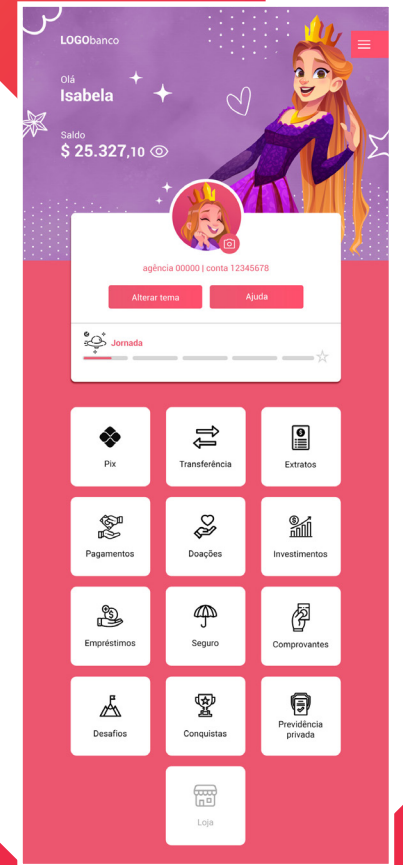 LOGObanco
Olá
Isabela
Saldo
$ 25.327,10
agência 00000 | conta 12345678
Alterar tema
Ajuda
Jornada
Pix
Transferência
Extratos
Pagamentos
Doações
Investimentos
Empréstimos
Seguro
Comprovantes
Desafios
Conquistas
Previdência
privada
Loja